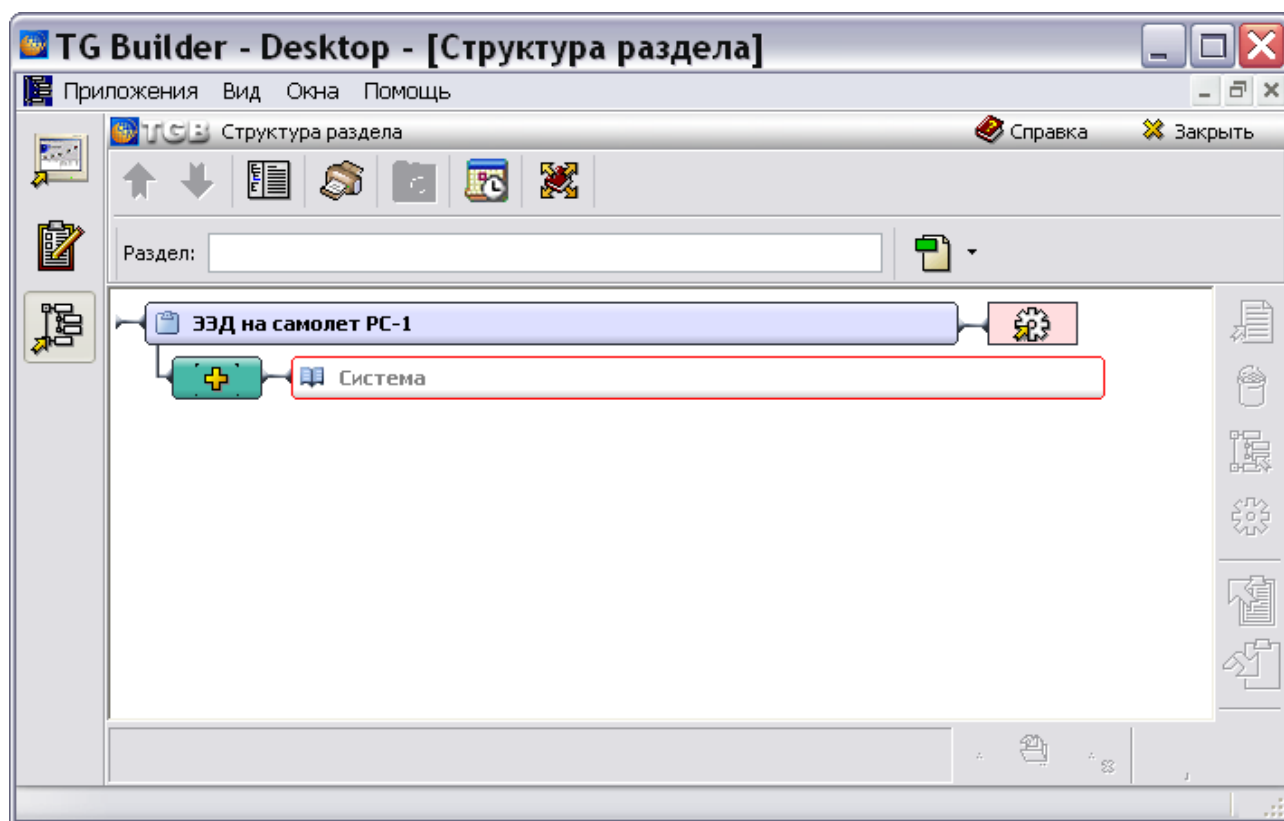 TG Builder - Desktop - [Структура раздела]
Приложения Вид Окна Помощь
TGB Структура раздела Справка Закрыть
Раздел:
ЭЭД на самолет РС-1
Система